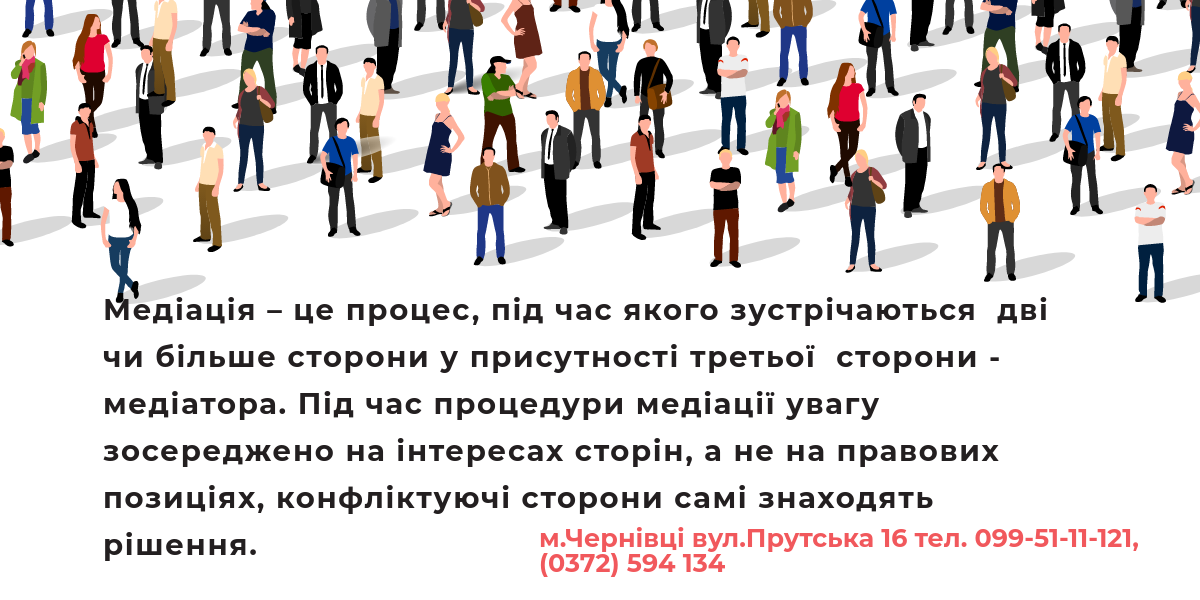 Медіація – це процес, під час якого зустрічаються  дві
чи більше сторони у присутності третьої  сторони -
медіатора. Під час процедури медіації увагу
зосереджено на інтересах сторін, а не на правових
позиціях, конфліктуючі сторони самі знаходять
рішення.
м.Чернівці вул.Прутська 16 тел. 099-51-11-121,
(0372) 594 134